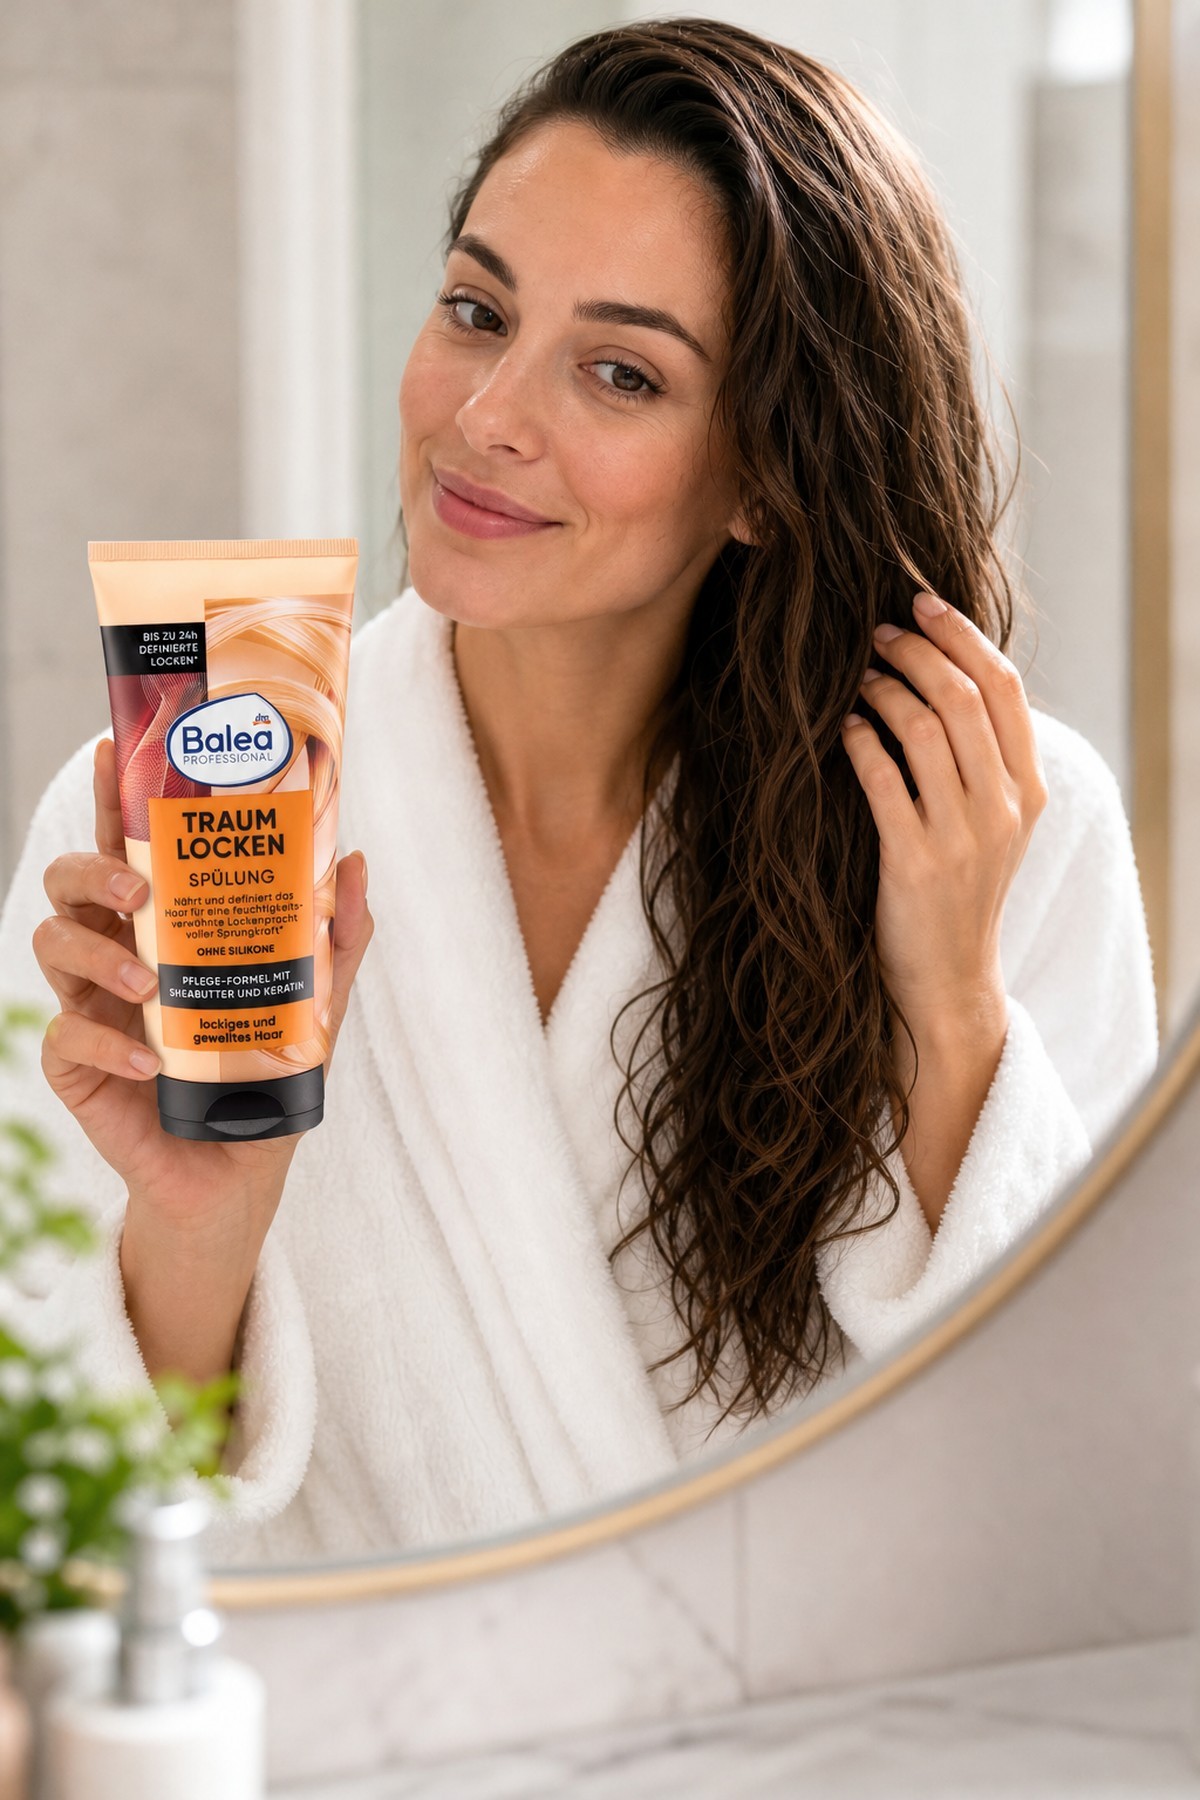 BIS ZU 24h
DEFINIERTE
LOCKEN*
dm
Balea
PROFESSIONAL
TRAUM
LOCKEN
SPÜLUNG
Nährt und definiert das
Haar für eine feuchtigkeits-
verwöhnte Lockenpracht
voller Sprungkraft*
OHNE SILIKONE
PFLEGE-FORMEL MIT
SHEABUTTER UND KERATIN
lockiges und
gewelltes Haar